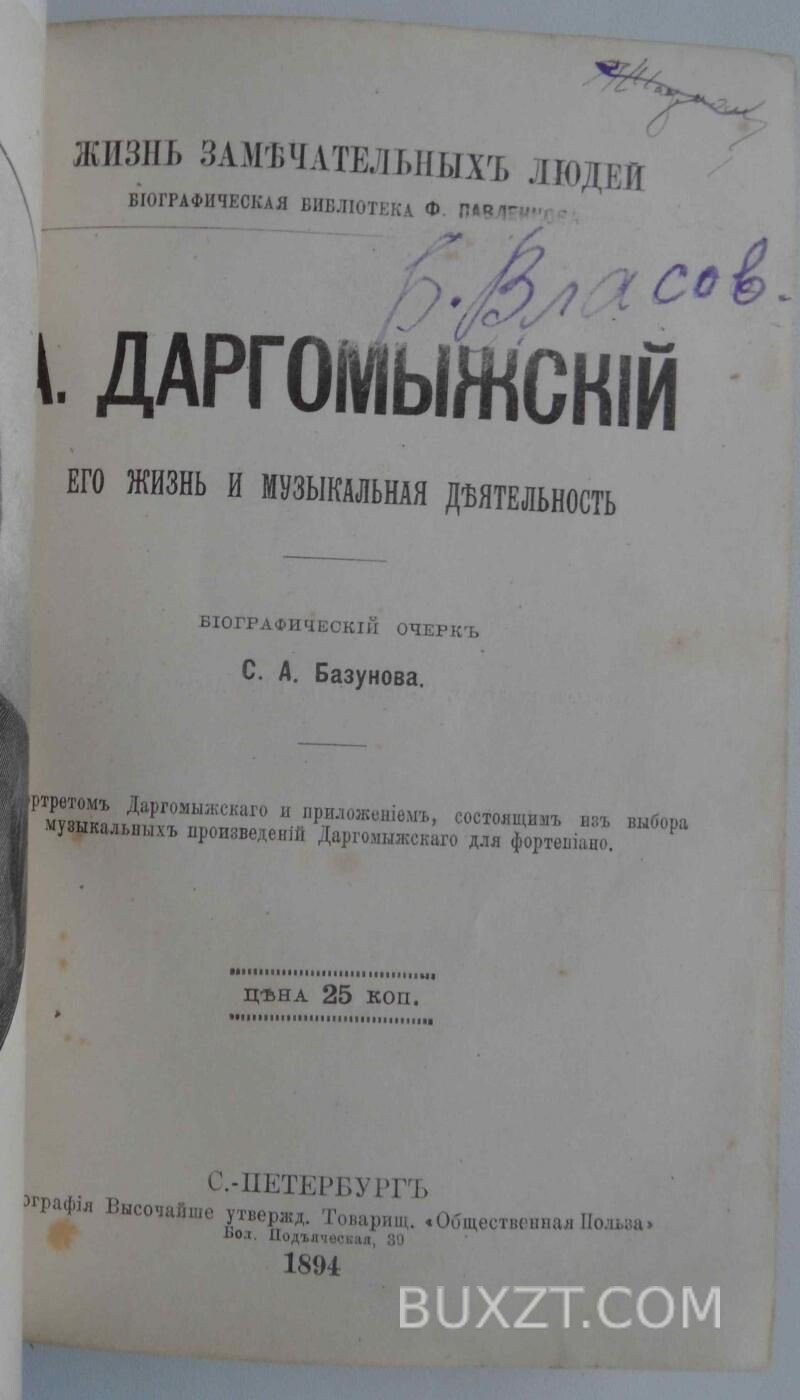 ЖИЗНЬ ЗАМѢЧАТЕЛЬНЫХЪ ЛЮДЕЙ
БІОГРАФИЧЕСКАЯ БИБЛІОТЕКА Ф. ПАВЛЕНКОВА
Б. Власов.
А. ДАРГОМЫЖСКІЙ
ЕГО ЖИЗНЬ И МУЗЫКАЛЬНАЯ ДѢЯТЕЛЬНОСТЬ
БІОГРАФИЧЕСКІЙ ОЧЕРКЪ
С. А. Базунова.
ортретомъ Даргомыжскаго и приложеніемъ, состоящимъ изъ выбора
музыкальныхъ произведеній Даргомыжскаго для фортепіано.
ЦѢНА 25 КОП.
С.-ПЕТЕРБУРГЪ
ографія Высочайше утвержд. Товарищ. «Общественная Польза»
Бол. Подъяческая, 39
1894
BUXZT.COM